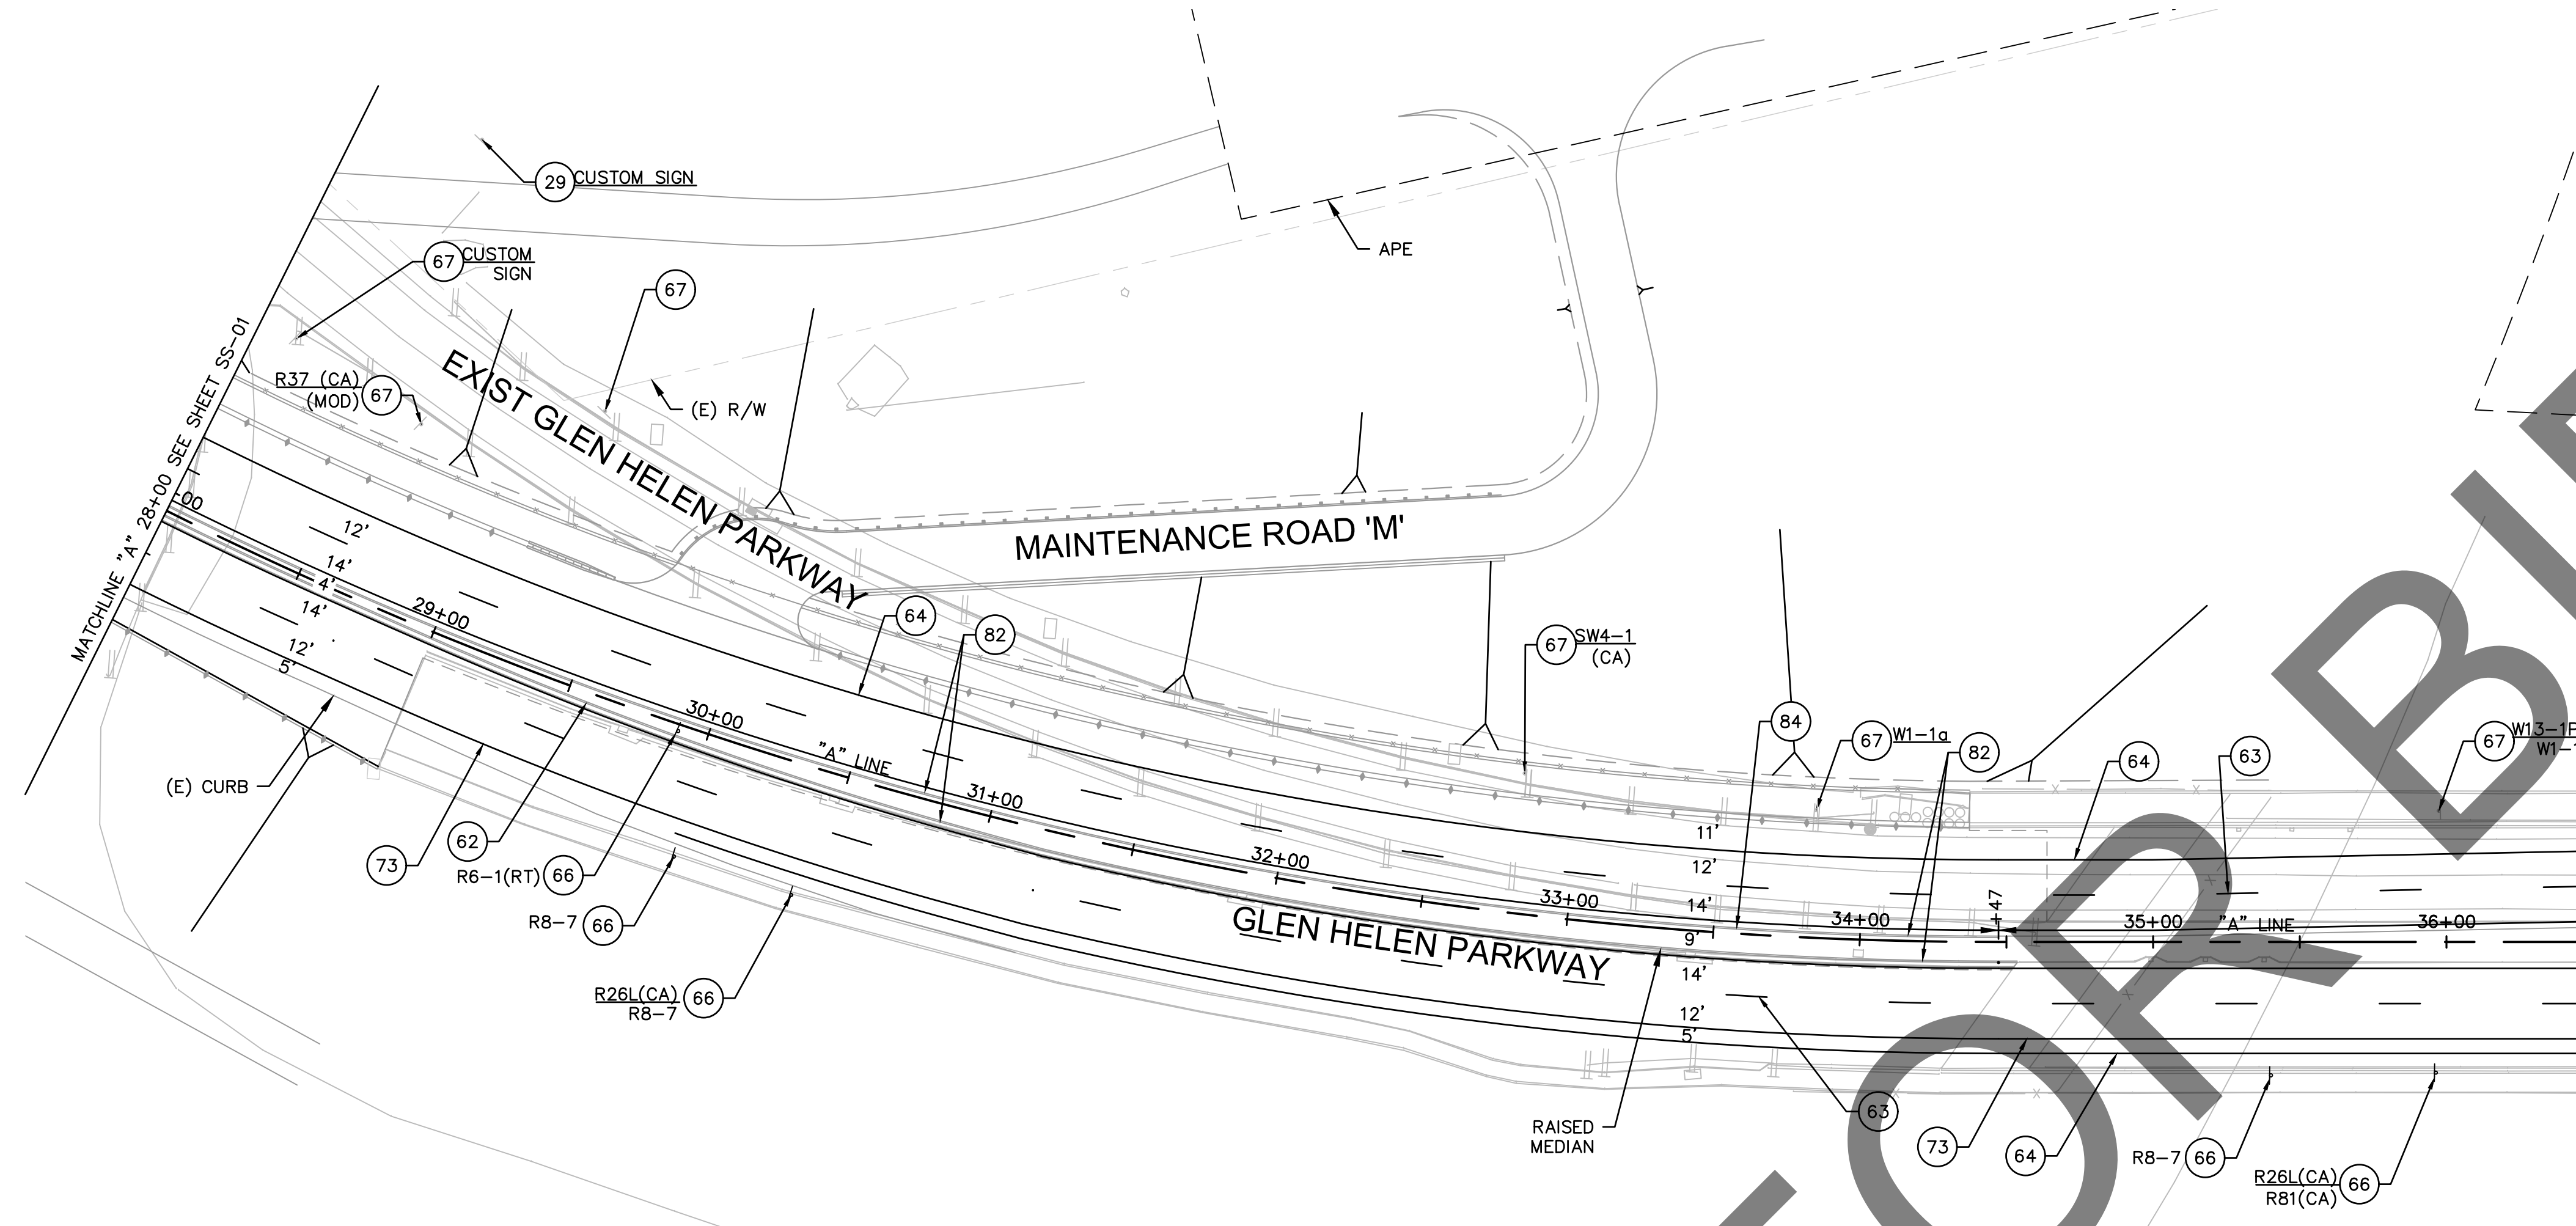 29 CUSTOM SIGN
67 CUSTOM
SIGN
67
APE
R37 (CA)
(MOD) 67
(E) R/W
EXIST GLEN HELEN PARKWAY
MAINTENANCE ROAD 'M'
MATCHLINE "A" 28+00 SEE SHEET SS-01
-00
12'
14'
4'
14'
12'
5'
29+00
64
82
67 SW4-1
(CA)
30+00
"A" LINE
31+00
84
67 W1-1a
82
64
63
67 W13-1P
W1-
(E) CURB
73
62
R6-1(RT) 66
R8-7 66
R26L(CA) 66
R8-7
32+00
33+00
34+00
+47
35+00
"A" LINE
36+00
11'
12'
14'
9'
14'
12'
5'
GLEN HELEN PARKWAY
RAISED
MEDIAN
63
73
64
R8-7 66
R26L(CA) 66
R81(CA)
OR BI